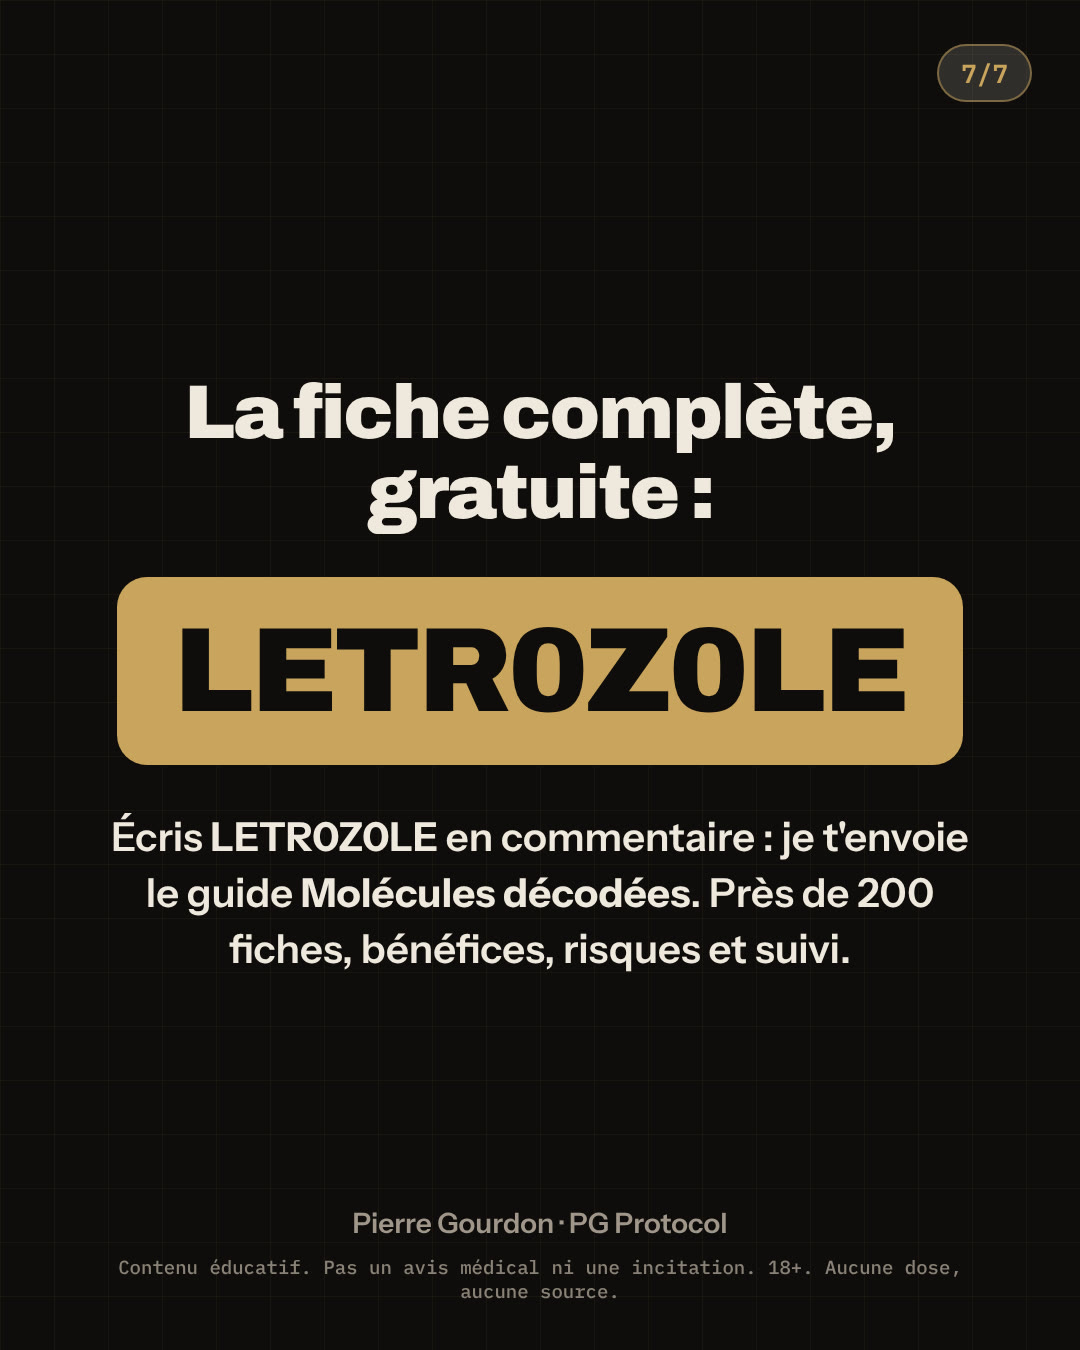 7/7
La fiche complète,
gratuite :
LETR0Z0LE
Écris LETR0Z0LE en commentaire : je t'envoie
le guide Molécules décodées. Près de 200
fiches, bénéfices, risques et suivi.
Pierre Gourdon · PG Protocol
Contenu éducatif. Pas un avis médical ni une incitation. 18+. Aucune dose,
aucune source.